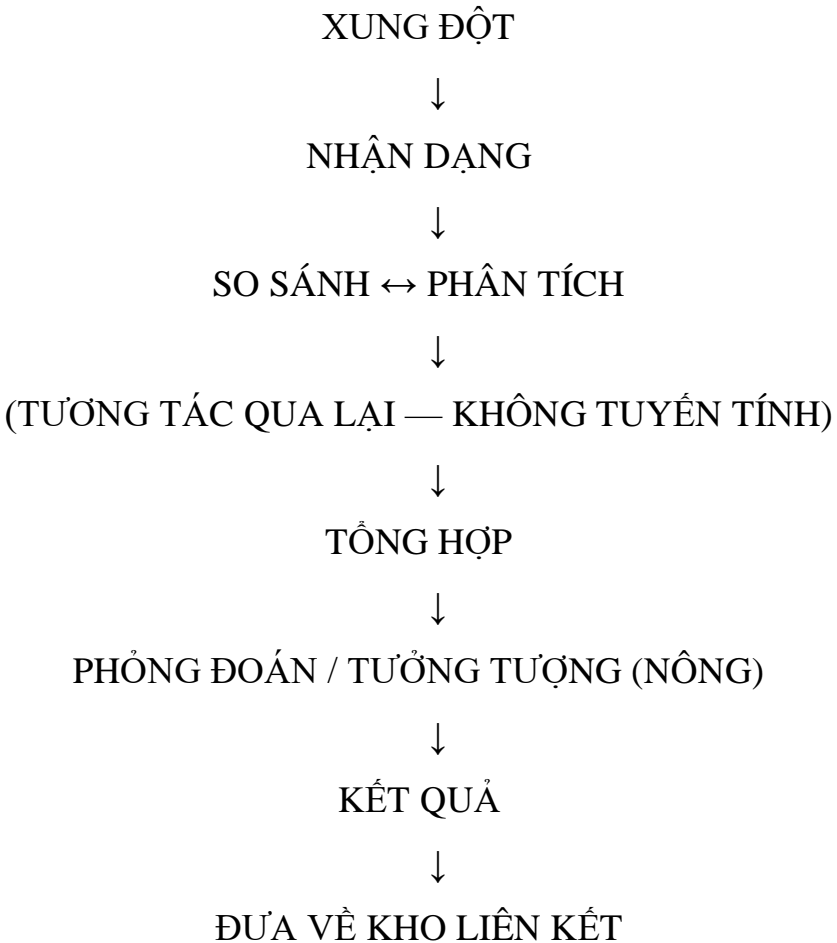 XUNG ĐỘT
↓
NHẬN DẠNG
↓
SO SÁNH ↔ PHÂN TÍCH
↓
(TƯƠNG TÁC QUA LẠI — KHÔNG TUYẾN TÍNH)
↓
TỔNG HỢP
↓
PHỎNG ĐOÁN / TƯỞNG TƯỢNG (NÔNG)
↓
KẾT QUẢ
↓
ĐƯA VỀ KHO LIÊN KẾT